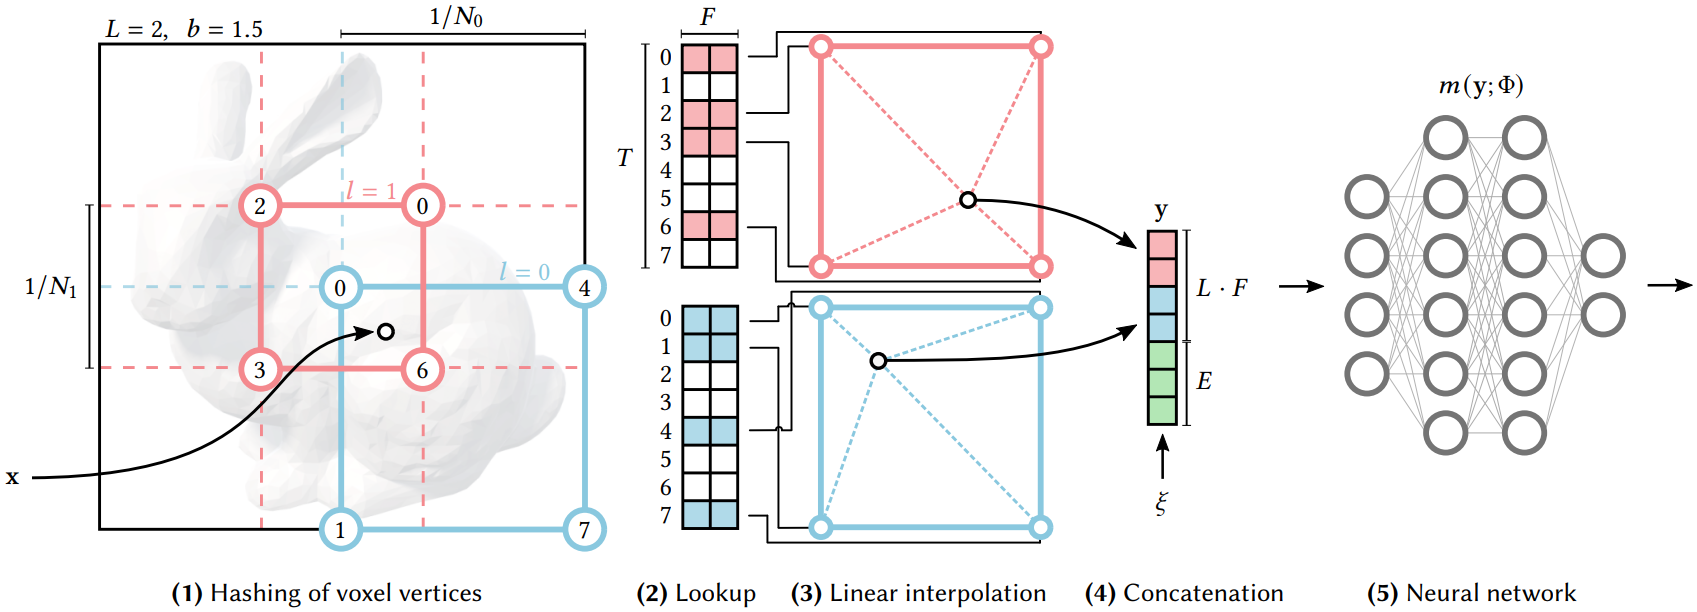 L = 2, b = 1.5
1/N₀
l = 1
2
0
1/N₁
l = 0
0
4
3
6
x
1
7
F
T
0
1
2
3
4
5
6
7
0
1
2
3
4
5
6
7
y
L · F
E
ξ
m(y; Φ)
(1) Hashing of voxel vertices
(2) Lookup
(3) Linear interpolation
(4) Concatenation
(5) Neural network